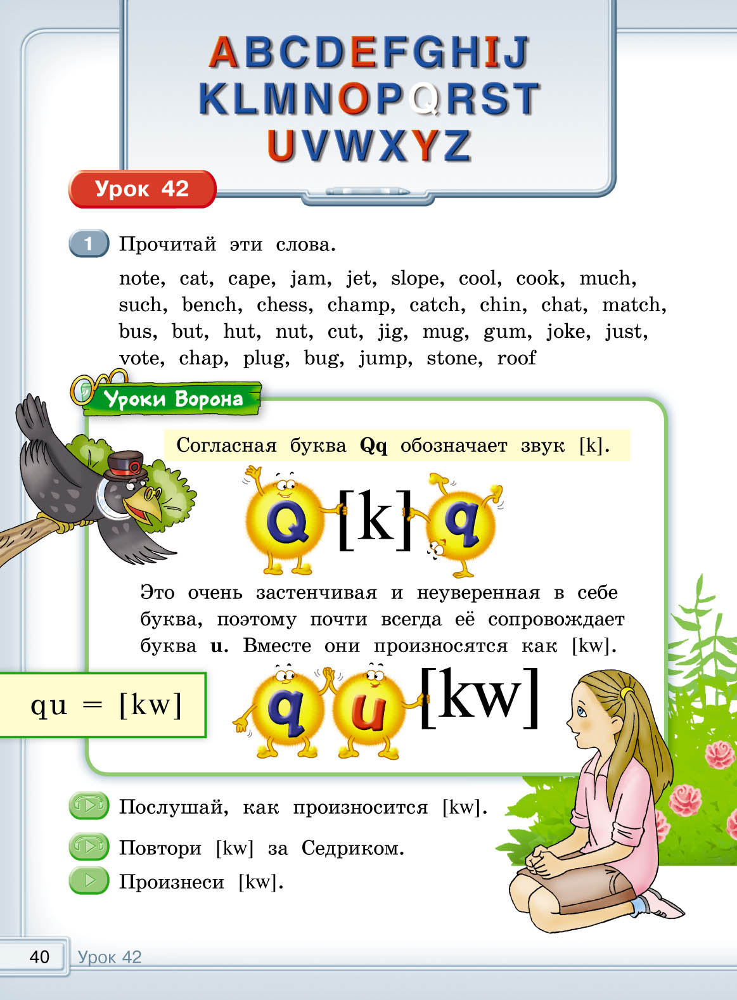 ABCDEFGHIJ
KLMNOPQRST
UVWXYZ
Урок 42
1 Прочитай эти слова.
note, cat, cape, jam, jet, slope, cool, cook, much,
such, bench, chess, champ, catch, chin, chat, match,
bus, but, hut, nut, cut, jig, mug, gum, joke, just,
vote, chap, plug, bug, jump, stone, roof
Уроки Ворона
Согласная буква Qq обозначает звук [k].
Q [k] q
Это очень застенчивая и неуверенная в себе
буква, поэтому почти всегда её сопровождает
буква u. Вместе они произносятся как [kw].
qu = [kw]
q u [kw]
Послушай, как произносится [kw].
Повтори [kw] за Седриком.
Произнеси [kw].
40 Урок 42